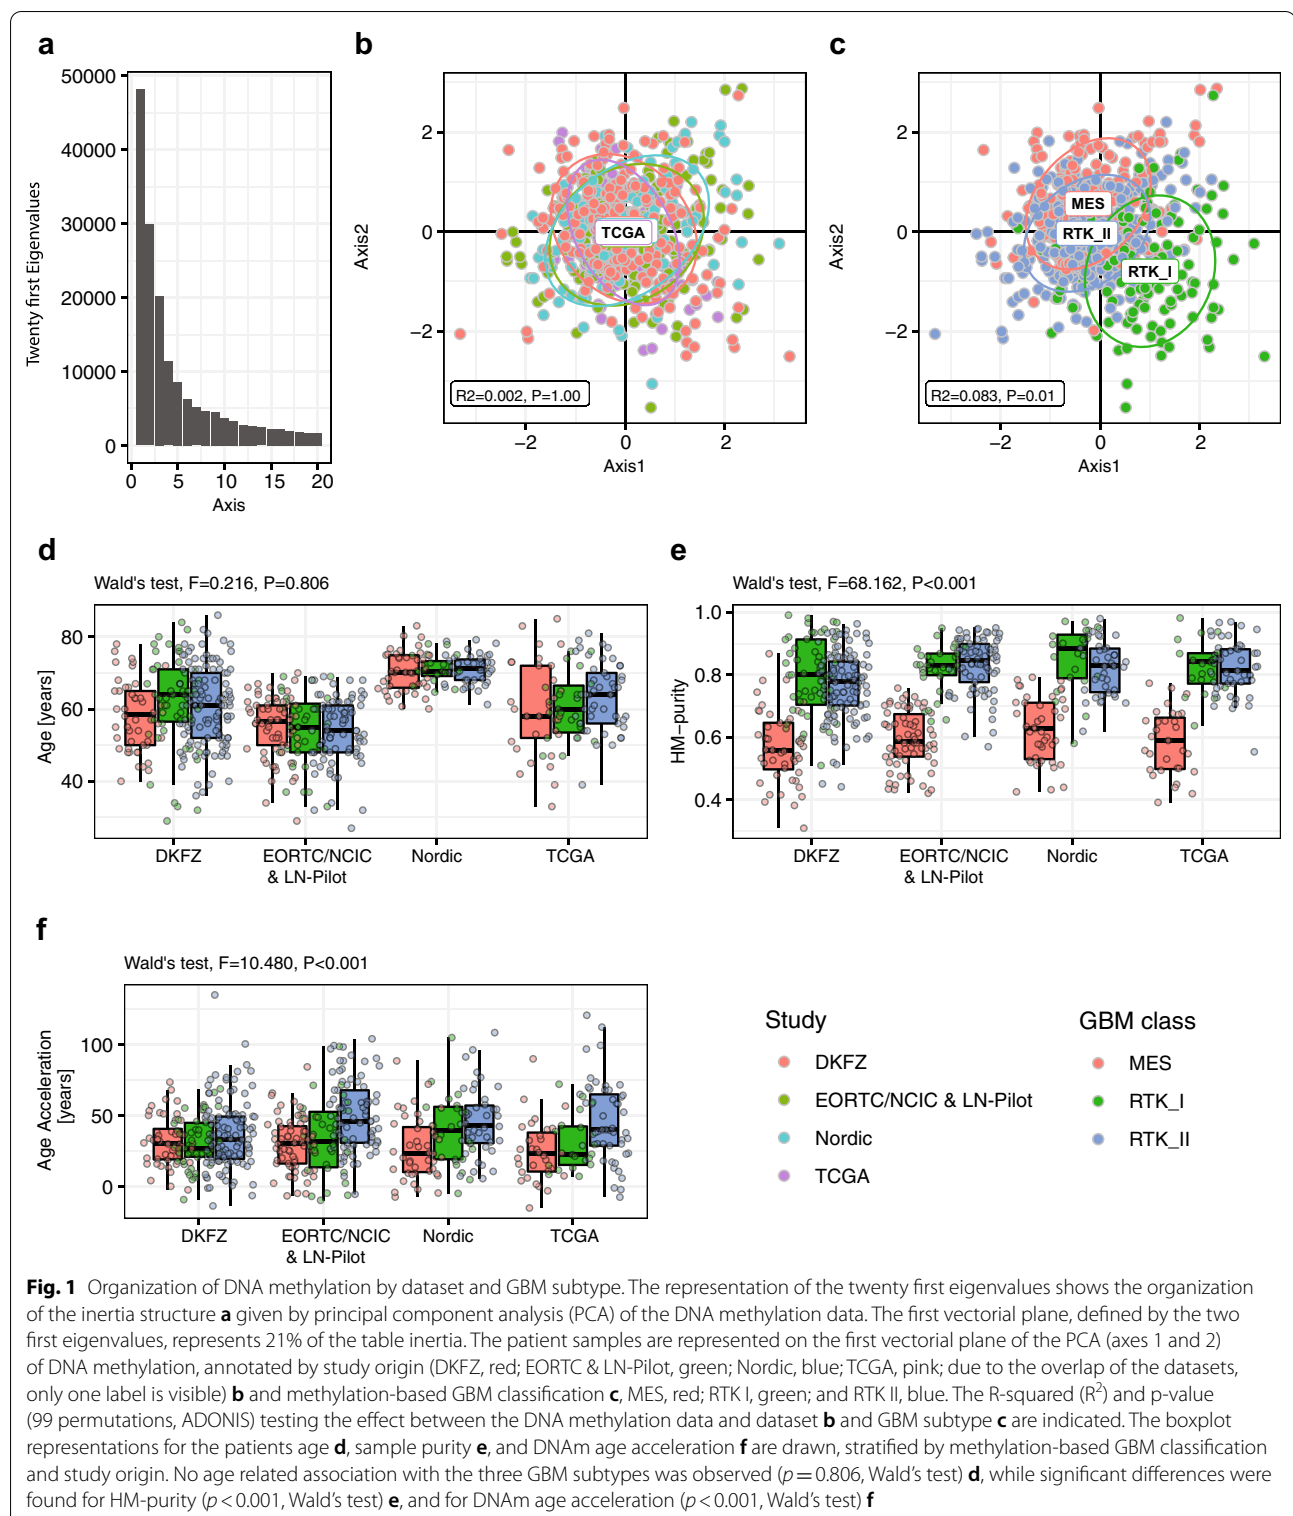 a
b
c
50000
40000
30000
20000
10000
0
Twenty first Eigenvalues
0
5
10
15
20
Axis
2
0
−2
Axis2
TCGA
R2=0.002, P=1.00
−2
0
2
Axis1
2
0
−2
Axis2
MES
RTK_II
RTK_I
R2=0.083, P=0.01
−2
0
2
Axis1
d
Wald's test, F=0.216, P=0.806
80
60
40
Age [years]
DKFZ
EORTC/NCIC
& LN-Pilot
Nordic
TCGA
e
Wald's test, F=68.162, P<0.001
1.0
0.8
0.6
0.4
HM−purity
DKFZ
EORTC/NCIC
& LN-Pilot
Nordic
TCGA
f
Wald's test, F=10.480, P<0.001
100
50
0
Age Acceleration
[years]
DKFZ
EORTC/NCIC
& LN-Pilot
Nordic
TCGA
Study
DKFZ
EORTC/NCIC & LN-Pilot
Nordic
TCGA
GBM class
MES
RTK_I
RTK_II
Fig. 1 Organization of DNA methylation by dataset and GBM subtype. The representation of the twenty first eigenvalues shows the organization
of the inertia structure a given by principal component analysis (PCA) of the DNA methylation data. The first vectorial plane, defined by the two
first eigenvalues, represents 21% of the table inertia. The patient samples are represented on the first vectorial plane of the PCA (axes 1 and 2)
of DNA methylation, annotated by study origin (DKFZ, red; EORTC & LN-Pilot, green; Nordic, blue; TCGA, pink; due to the overlap of the datasets,
only one label is visible) b and methylation-based GBM classification c, MES, red; RTK I, green; and RTK II, blue. The R-squared (R²) and p-value
(99 permutations, ADONIS) testing the effect between the DNA methylation data and dataset b and GBM subtype c are indicated. The boxplot
representations for the patients age d, sample purity e, and DNAm age acceleration f are drawn, stratified by methylation-based GBM classification
and study origin. No age related association with the three GBM subtypes was observed (p = 0.806, Wald's test) d, while significant differences were
found for HM-purity (p < 0.001, Wald's test) e, and for DNAm age acceleration (p < 0.001, Wald's test) f